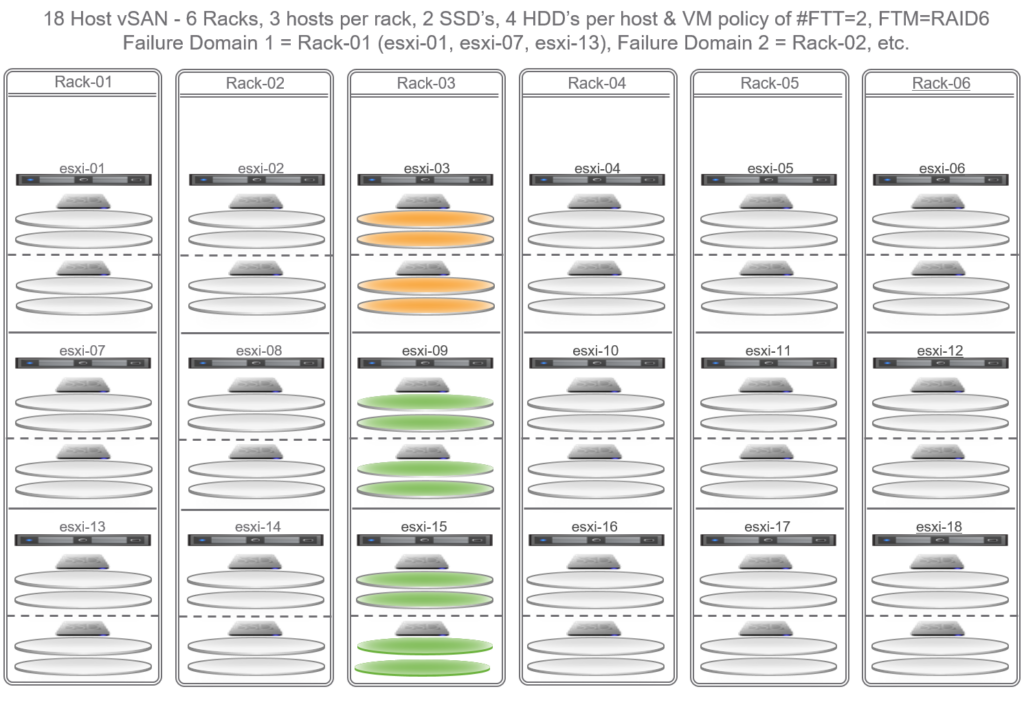 18 Host vSAN - 6 Racks, 3 hosts per rack, 2 SSD’s, 4 HDD’s per host & VM policy of #FTT=2, FTM=RAID6
Failure Domain 1 = Rack-01 (esxi-01, esxi-07, esxi-13), Failure Domain 2 = Rack-02, etc.
Rack-01 Rack-02 Rack-03 Rack-04 Rack-05 Rack-06
esxi-01 esxi-02 esxi-03 esxi-04 esxi-05 esxi-06
esxi-07 esxi-08 esxi-09 esxi-10 esxi-11 esxi-12
esxi-13 esxi-14 esxi-15 esxi-16 esxi-17 esxi-18